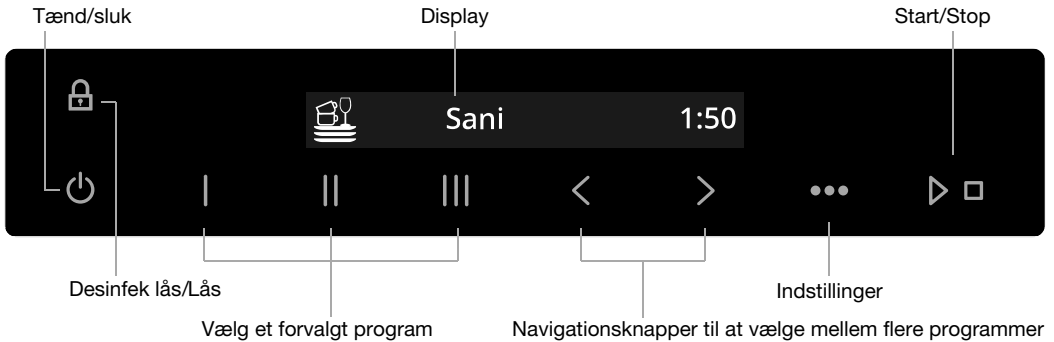 Tænd/sluk
Display
Start/Stop
Sani 1:50
Desinfek lås/Lås
Indstillinger
Vælg et forvalgt program
Navigationsknapper til at vælge mellem flere programmer